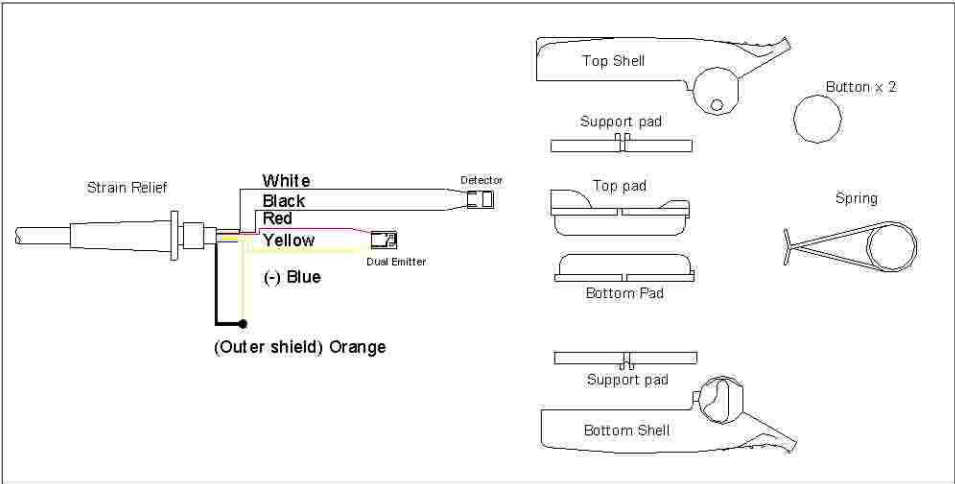 Strain Relief
White
Black
Red
Yellow
(-) Blue
(Outer shield) Orange
Detector
Dual Emitter
Top Shell
Button x 2
Support pad
Top pad
Spring
Bottom Pad
Support pad
Bottom Shell